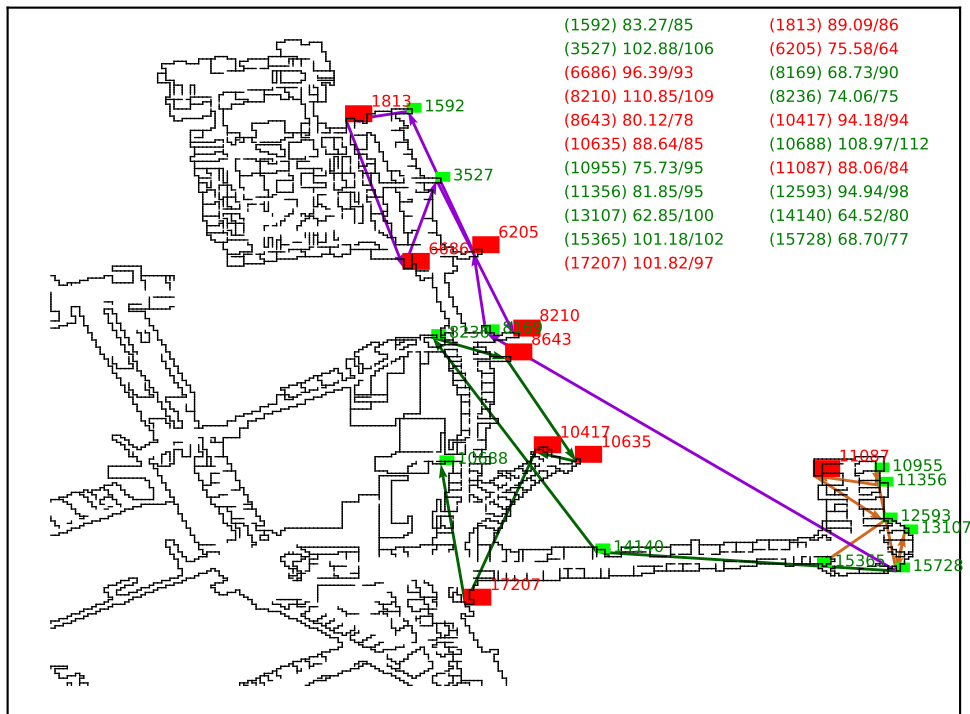 (1592) 83.27/85 (1813) 89.09/86
(3527) 102.88/106 (6205) 75.58/64
(6686) 96.39/93 (8169) 68.73/90
(8210) 110.85/109 (8236) 74.06/75
(8643) 80.12/78 (10417) 94.18/94
(10635) 88.64/85 (10688) 108.97/112
(10955) 75.73/95 (11087) 88.06/84
(11356) 81.85/95 (12593) 94.94/98
(13107) 62.85/100 (14140) 64.52/80
(15365) 101.18/102 (15728) 68.70/77
(17207) 101.82/97
1813
1592
3527
6205
6686
8210
8169
8236
8643
10417
10635
10688
11087
10955
11356
12593
13107
14140
15365
15728
17207